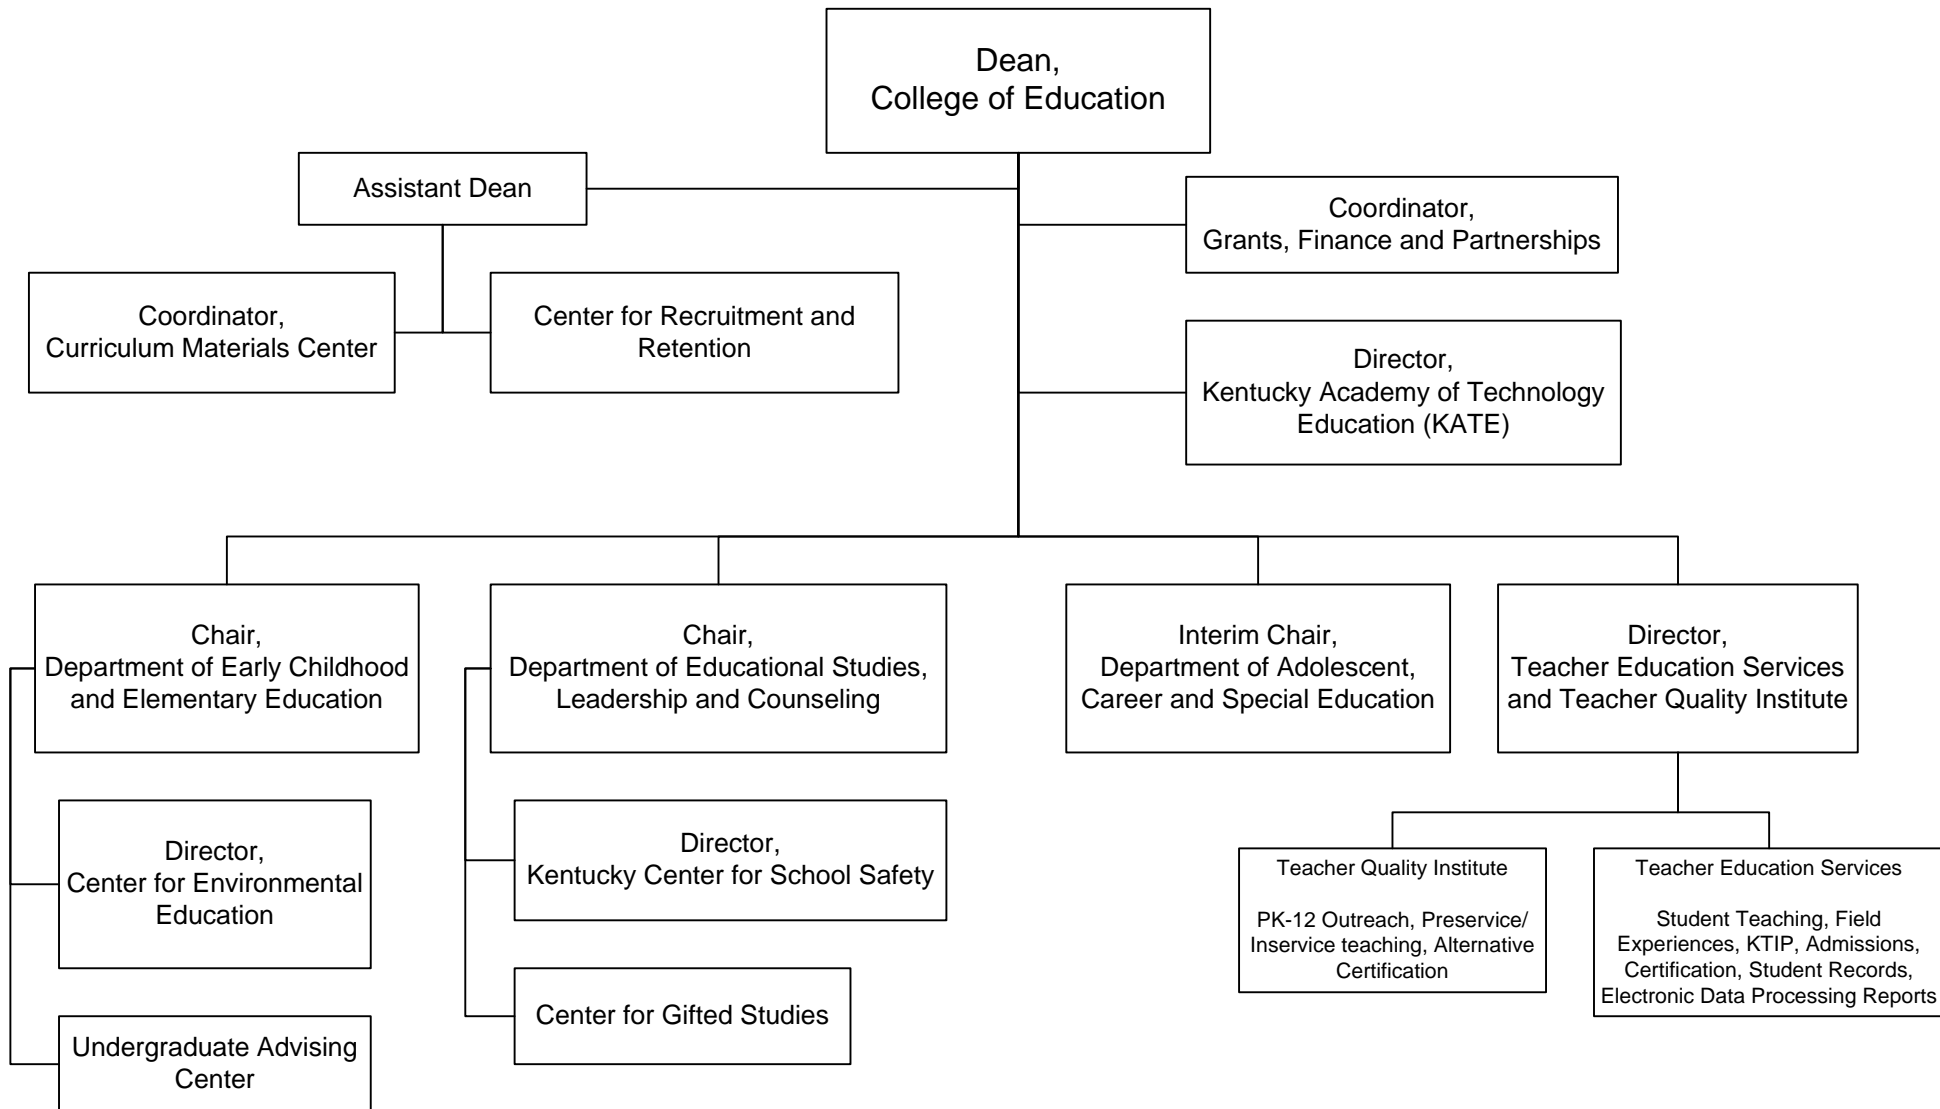 Dean,
College of Education
Assistant Dean
Coordinator,
Grants, Finance and Partnerships
Coordinator,
Curriculum Materials Center
Center for Recruitment and
Retention
Director,
Kentucky Academy of Technology
Education (KATE)
Chair,
Department of Early Childhood
and Elementary Education
Chair,
Department of Educational Studies,
Leadership and Counseling
Interim Chair,
Department of Adolescent,
Career and Special Education
Director,
Teacher Education Services
and Teacher Quality Institute
Director,
Center for Environmental
Education
Director,
Kentucky Center for School Safety
Teacher Quality Institute
PK-12 Outreach, Preservice/
Inservice teaching, Alternative
Certification
Teacher Education Services
Student Teaching, Field
Experiences, KTIP, Admissions,
Certification, Student Records,
Electronic Data Processing Reports
Center for Gifted Studies
Undergraduate Advising
Center